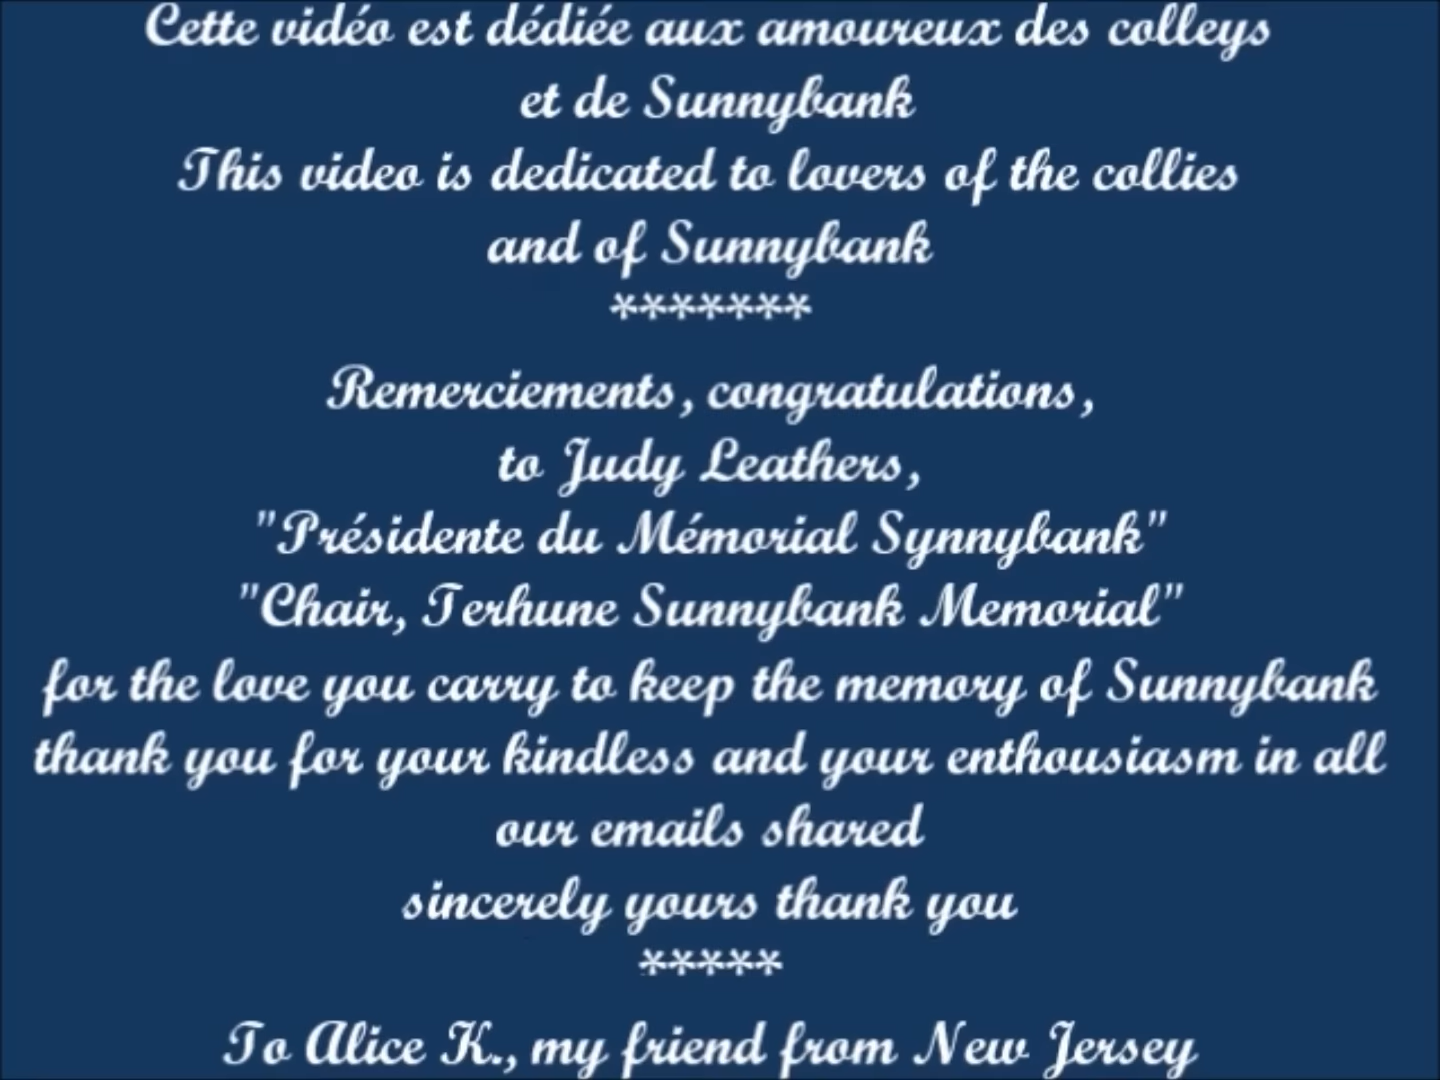 Cette vidéo est dédiée aux amoureux des colleys
et de Sunnybank
This video is dedicated to lovers of the collies
and of Sunnybank
*******
Remerciements, congratulations,
to Judy Leathers,
"Présidente du Mémorial Synnybank"
"Chair, Terhune Sunnybank Memorial"
for the love you carry to keep the memory of Sunnybank
thank you for your kindless and your enthousiasm in all
our emails shared
sincerely yours thank you
*****
To Alice K., my friend from New Jersey